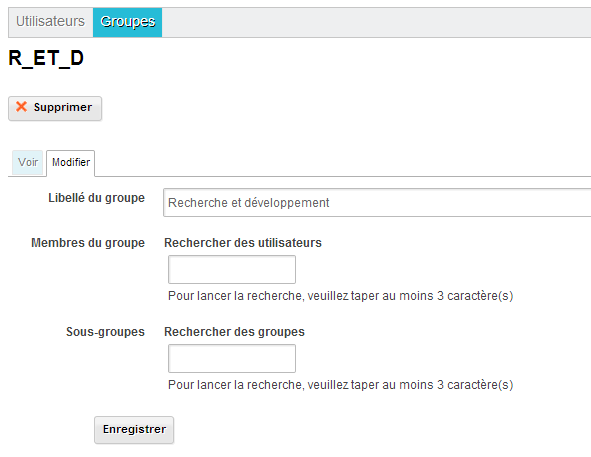 Utilisateurs Groupes
R_ET_D
Supprimer
Voir Modifier
Libellé du groupe Recherche et développement
Membres du groupe Rechercher des utilisateurs
Pour lancer la recherche, veuillez taper au moins 3 caractère(s)
Sous-groupes Rechercher des groupes
Pour lancer la recherche, veuillez taper au moins 3 caractère(s)
Enregistrer